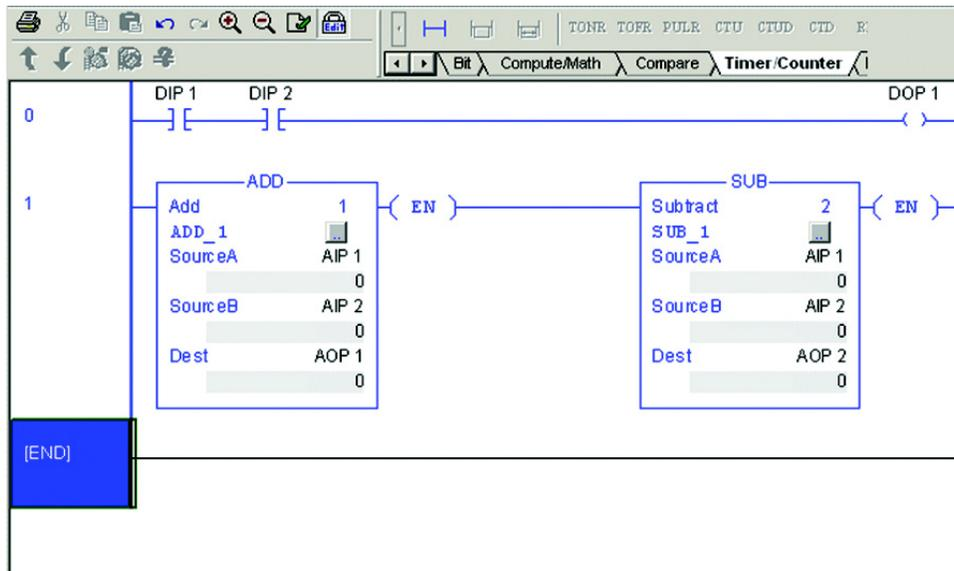 Edit
TONR TOFR PULR CTU CTUD CTD
Bit Compute/Math Compare Timer/Counter
DIP 1 DIP 2 DOP 1
0
ADD SUB
1 Add 1 EN Subtract 2 EN
ADD_1 .. SUB_1 ..
SourceA AIP 1 SourceA AIP 1
0 0
SourceB AIP 2 SourceB AIP 2
0 0
Dest AOP 1 Dest AOP 2
0 0
[END]